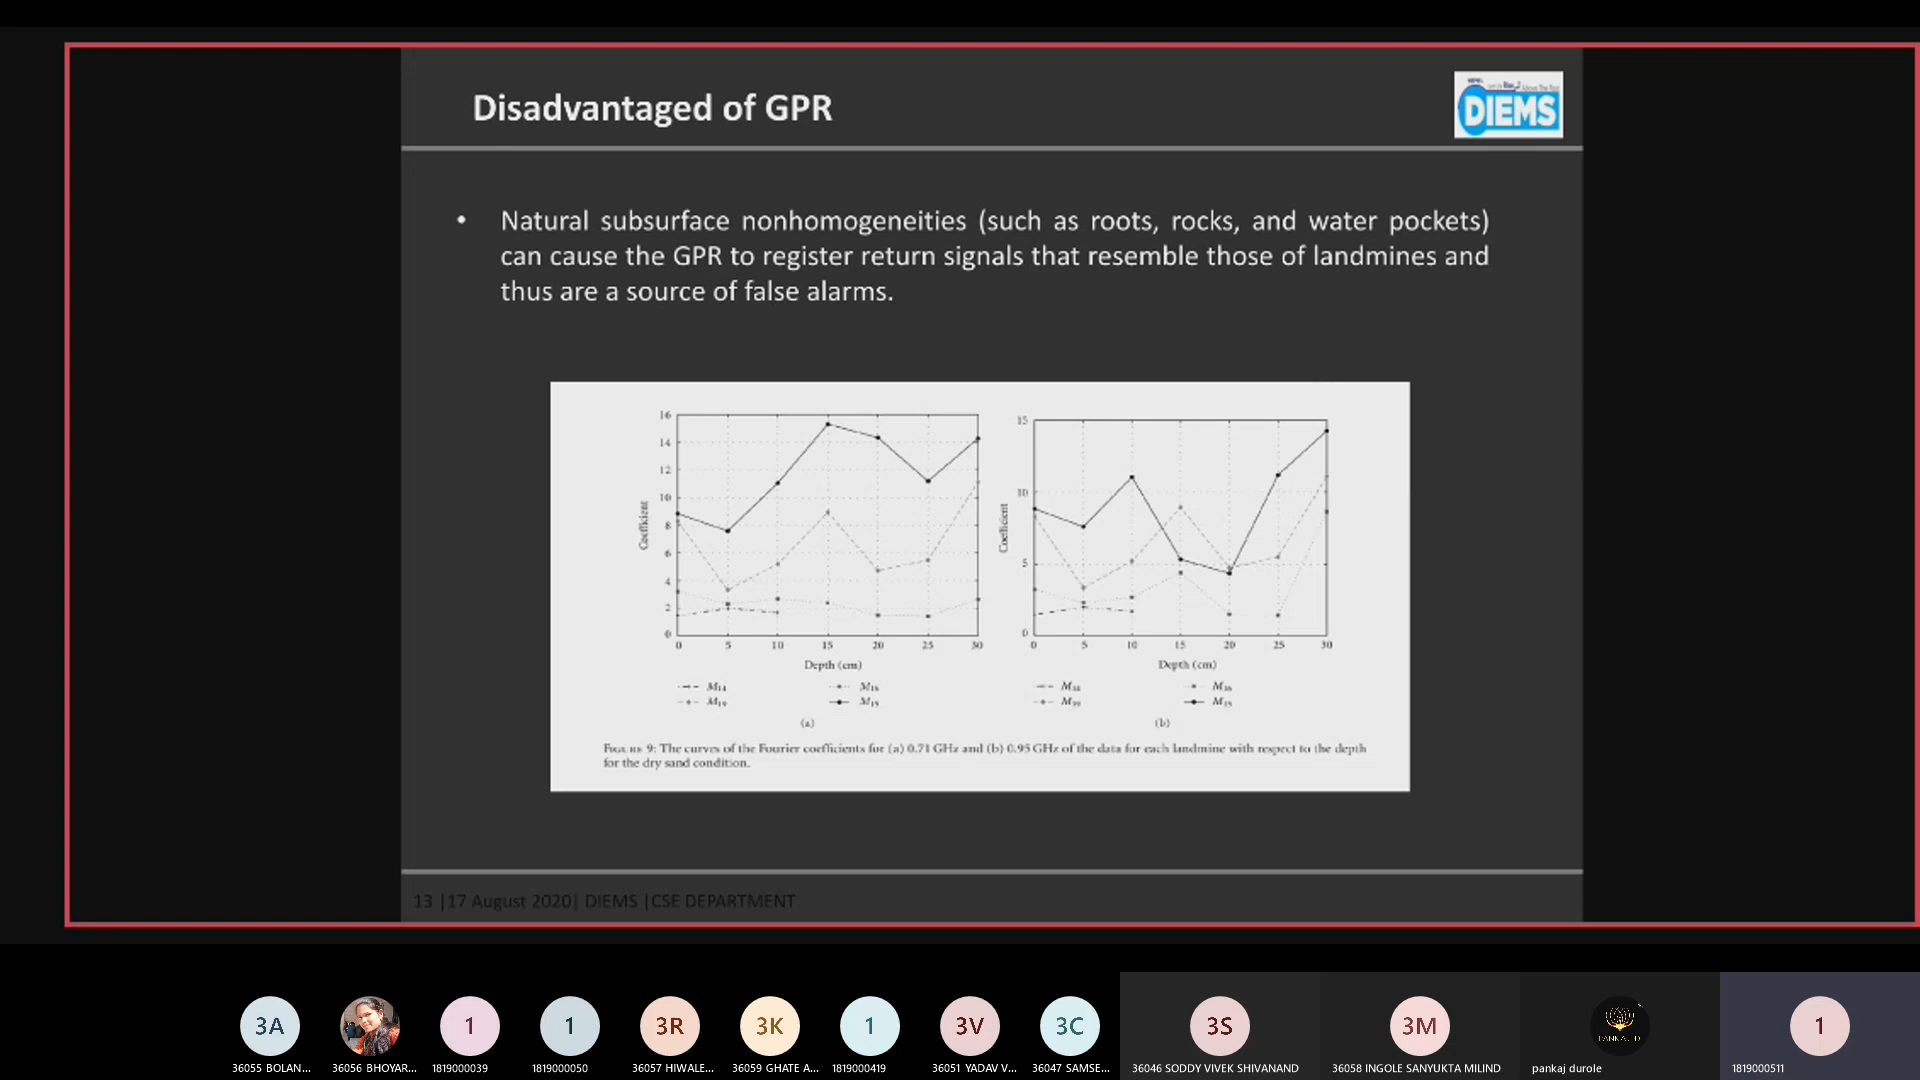 Disadvantaged of GPR
DIEMS
• Natural subsurface nonhomogeneities (such as roots, rocks, and water pockets)
can cause the GPR to register return signals that resemble those of landmines and
thus are a source of false alarms.
16
14
12
10
8
6
4
2
0
Coefficient
0 5 10 15 20 25 30
Depth (cm)
M14 M16
M19 M15
(a)
15
10
5
0
Coefficient
0 5 10 15 20 25 30
Depth (cm)
(b)
FIGURE 9: The curves of the Fourier coefficients for (a) 0.71 GHz and (b) 0.95 GHz of the data for each landmine with respect to the depth
for the dry sand condition.
13 |17 August 2020| DIEMS |CSE DEPARTMENT
3A 1 1 3R 3K 1 3V 3C 3S 3M PANKAJ D 1
36055 BOLAN... 36056 BHOYAR... 1819000039 1819000050 36057 HIWALE... 36059 GHATE A... 1819000419 36051 YADAV V... 36047 SAMSE... 36046 SODDY VIVEK SHIVANAND 36058 INGOLE SANYUKTA MILIND pankaj durole 1819000511